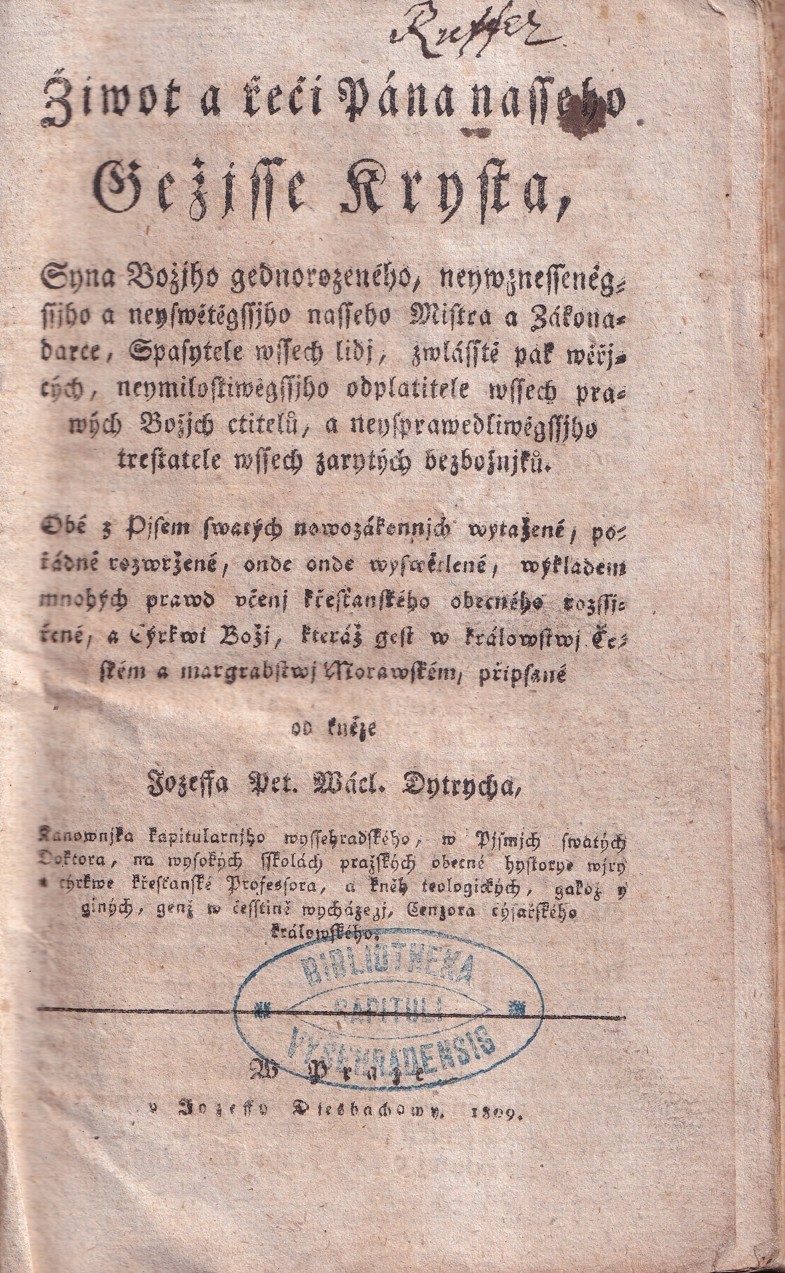 Ruffer
Žiwot a řeči Pána nasseho
Gežjsse Krysta,
Syna Božjho gednorozeného, neywznessenég-
ssjho a neyswětěgssjho nasseho Mistra a Zákona-
dárce, Spasytele wssech lidj, zwlásstě pak wěřj-
cých, neymilostiwěgssjho odplatitele wssech pra-
wých Božjch ctitelů, a neysprawedliwěgssjho
trestatele wssech zarytých bezbožnjků.
Obé z Pjsem swatých nowozákonnjch wytažené, po-
řádně rozwržené, onde onde wyswětlené, wýkladem
mnohých prawd včenj křesťanského obecného rozssj-
řené, a Cýrkwi Božj, kteráž gest w králowstwj Če-
ském a margrabstwj Morawském, připsané
od kněze
Jozeffa Pet. Wácl. Dytrycha,
Kanownjka kapitularnjho wyssehradského, w Pjsmjch swatých
Doktora, na wysokých sskolách pražských obecné hystorye wjry
a cýrkwe křesťanské Professora, a kněh teologických, gakož y
giných, genž w česstině wycházegj, Cenzora cýsařského
králowského.
BIBLIOTHEKA
CAPITULI
VYŠEHRADENSIS
W Praze
v Jozeffa Diesbachowy, 1809.